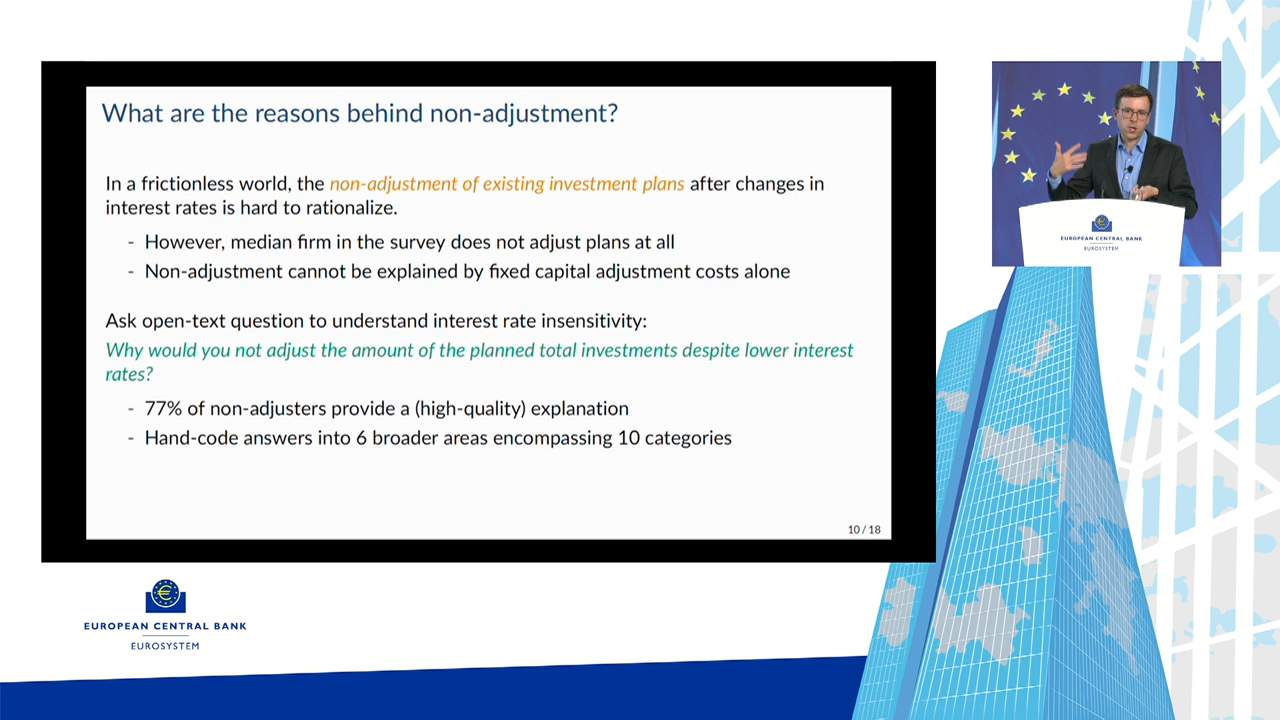 What are the reasons behind non-adjustment?
In a frictionless world, the non-adjustment of existing investment plans after changes in
interest rates is hard to rationalize.
- However, median firm in the survey does not adjust plans at all
- Non-adjustment cannot be explained by fixed capital adjustment costs alone
Ask open-text question to understand interest rate insensitivity:
Why would you not adjust the amount of the planned total investments despite lower interest
rates?
- 77% of non-adjusters provide a (high-quality) explanation
- Hand-code answers into 6 broader areas encompassing 10 categories
10 / 18
EUROPEAN CENTRAL BANK
EUROSYSTEM
EUROPEAN CENTRAL BANK
EUROSYSTEM